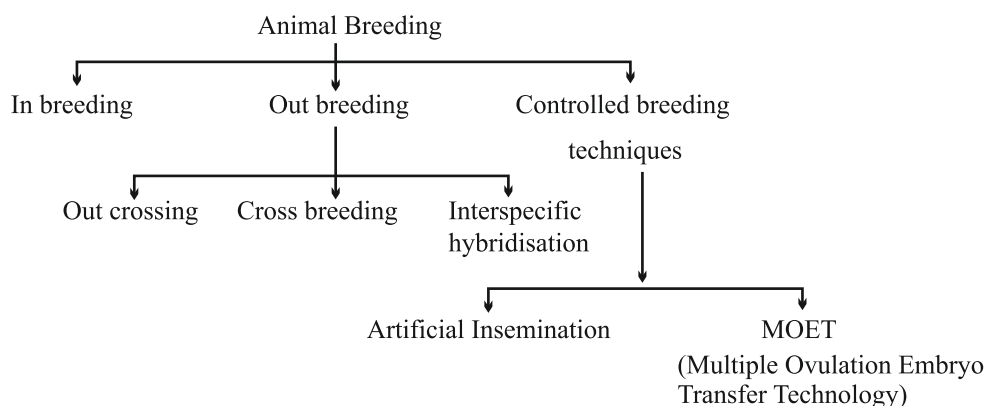 Animal Breeding
In breeding
Out breeding
Controlled breeding
techniques
Out crossing
Cross breeding
Interspecific
hybridisation
Artificial Insemination
MOET
(Multiple Ovulation Embryo
Transfer Technology)